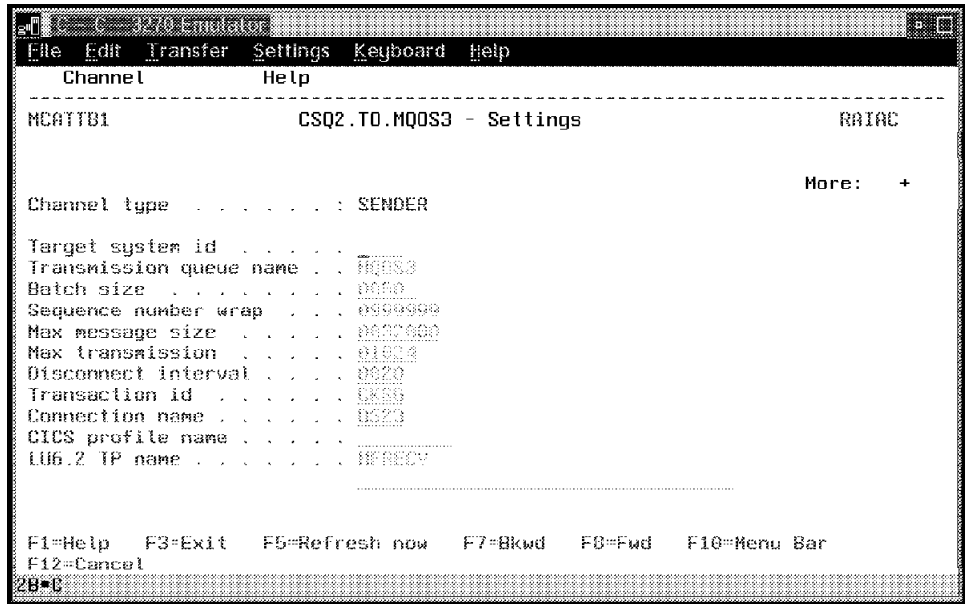 C - C - 3270 Emulator
File Edit Transfer Settings Keyboard Help
Channel Help
MCATTB1 CSQ2.TO.MQOS3 - Settings RAIAC
More: +
Channel type . . . . . . : SENDER
Target system id . . . . .
Transmission queue name . . MQOS3
Batch size . . . . . . . . 0050
Sequence number wrap . . . 0999999
Max message size . . . . . 0032000
Max transmission . . . . . 01024
Disconnect interval . . . . 0020
Transaction id . . . . . .
Connection name . . . . . .
CICS profile name . . . . .
LU6.2 TP name . . . . . . .
F1=Help F3=Exit F5=Refresh now F7=Bkwd F8=Fwd F10=Menu Bar
F12=Cancel